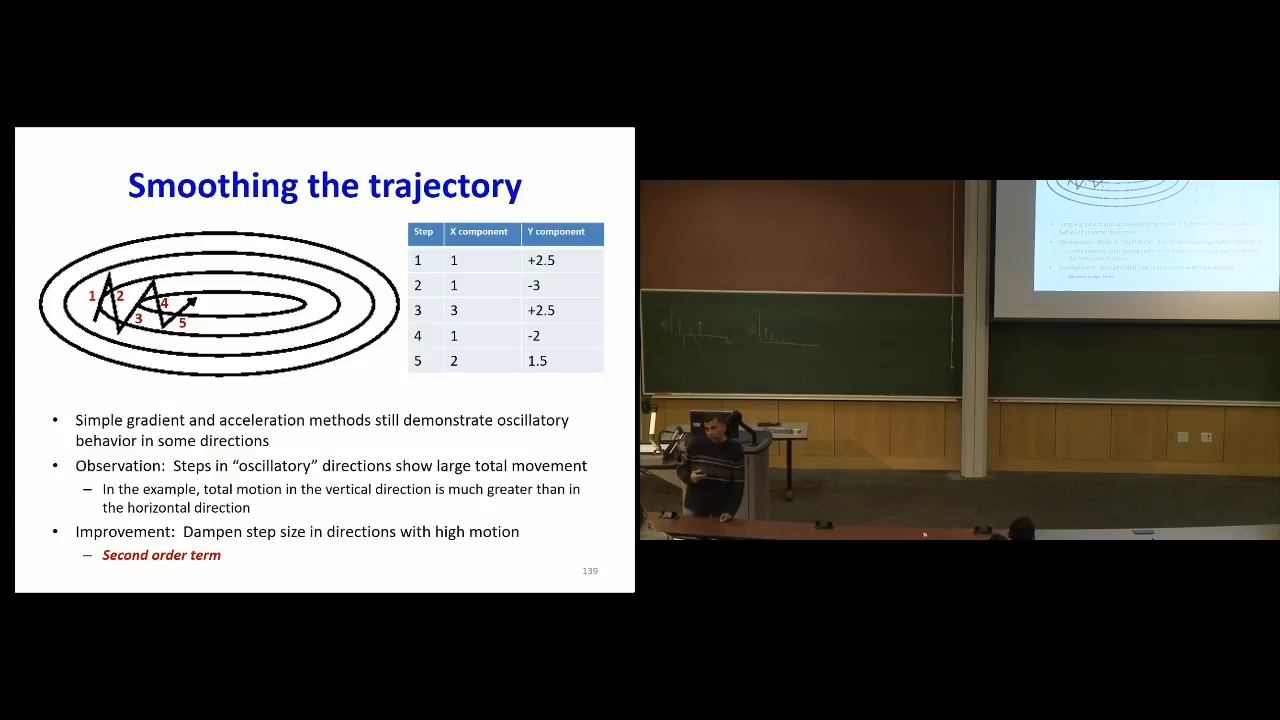 Smoothing the trajectory
1 2 3 4 5
Step X component Y component
1 1 +2.5
2 1 -3
3 3 +2.5
4 1 -2
5 2 1.5
• Simple gradient and acceleration methods still demonstrate oscillatory
behavior in some directions
• Observation: Steps in “oscillatory” directions show large total movement
– In the example, total motion in the vertical direction is much greater than in
the horizontal direction
• Improvement: Dampen step size in directions with high motion
– Second order term
139